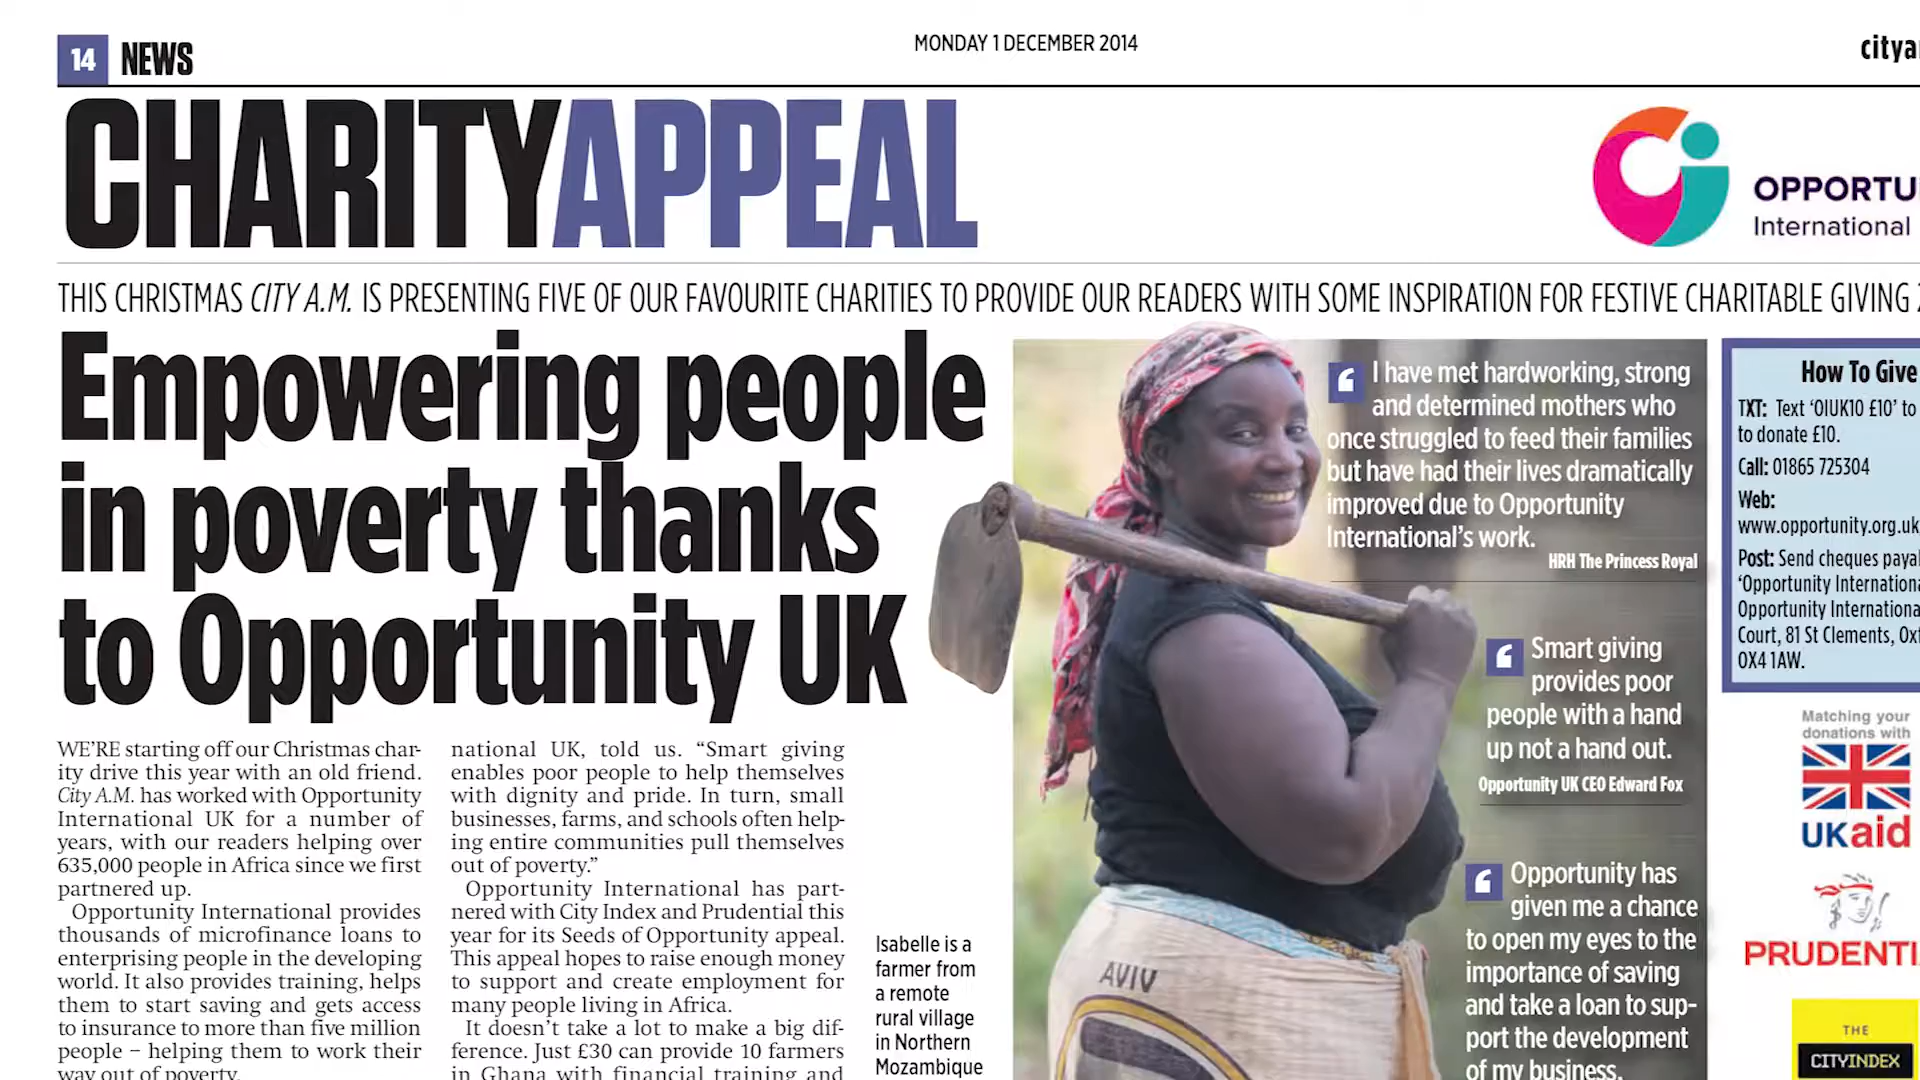 14 NEWS
MONDAY 1 DECEMBER 2014
CHARITYAPPEAL
International
THIS CHRISTMAS CITY A.M. IS PRESENTING FIVE OF OUR FAVOURITE CHARITIES TO PROVIDE OUR READERS WITH SOME INSPIRATION FOR FESTIVE CHARITABLE GIVING
Empowering people
in poverty thanks
to Opportunity UK
WE'RE starting off our Christmas char-
ity drive this year with an old friend.
City A.M. has worked with Opportunity
International UK for a number of
years, with our readers helping over
635,000 people in Africa since we first
partnered up.
Opportunity International provides
thousands of microfinance loans to
enterprising people in the developing
world. It also provides training, helps
them to start saving and gets access
to insurance to more than five million
people – helping them to work their
way out of poverty.
national UK, told us. “Smart giving
enables poor people to help themselves
with dignity and pride. In turn, small
businesses, farms, and schools often help-
ing entire communities pull themselves
out of poverty.”
Opportunity International has part-
nered with City Index and Prudential this
year for its Seeds of Opportunity appeal.
This appeal hopes to raise enough money
to support and create employment for
many people living in Africa.
It doesn't take a lot to make a big dif-
ference. Just £30 can provide 10 farmers
in Ghana with financial training and
Isabelle is a
farmer from
a remote
rural village
in Northern
Mozambique
‘ I have met hardworking, strong
and determined mothers who
once struggled to feed their families
but have had their lives dramatically
improved due to Opportunity
International's work.
HRH The Princess Royal
‘ Smart giving
provides poor
people with a hand
up not a hand out.
Opportunity UK CEO Edward Fox
‘ Opportunity has
given me a chance
to open my eyes to the
importance of saving
and take a loan to sup-
port the development
of my business.
AVIV
How To Give
TXT: Text ‘OIUK10 £10’ to
to donate £10.
Call: 01865 725304
Web:
www.opportunity.org.uk
Post: Send cheques
‘Opportunity
Opportunity
Court, 81 St Clements,
OX4 1AW.
Matching your
donations with
UKaid
THE
CITYINDEX